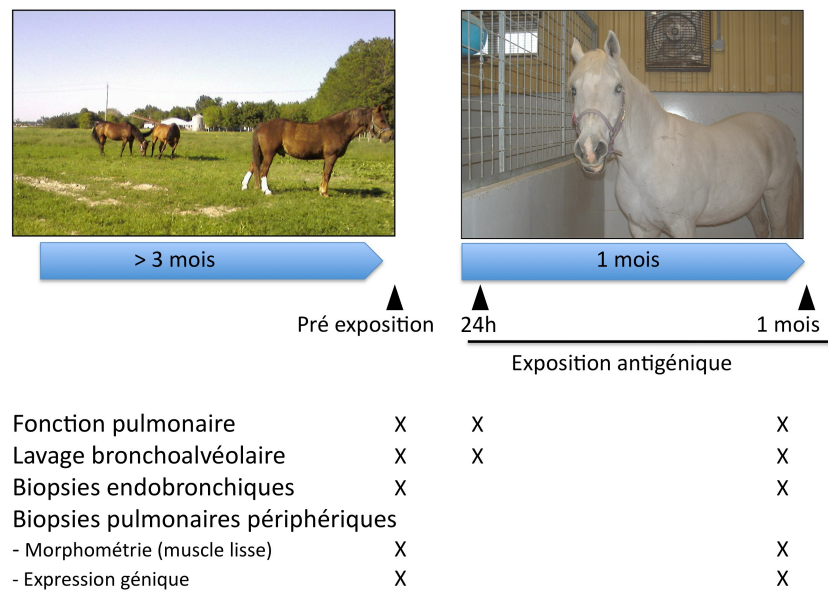 > 3 mois
1 mois
Pré exposition
24h
1 mois
Exposition antigénique
Fonction pulmonaire X X X
Lavage bronchoalvéolaire X X X
Biopsies endobronchiques X X
Biopsies pulmonaires périphériques
- Morphométrie (muscle lisse) X X
- Expression génique X X